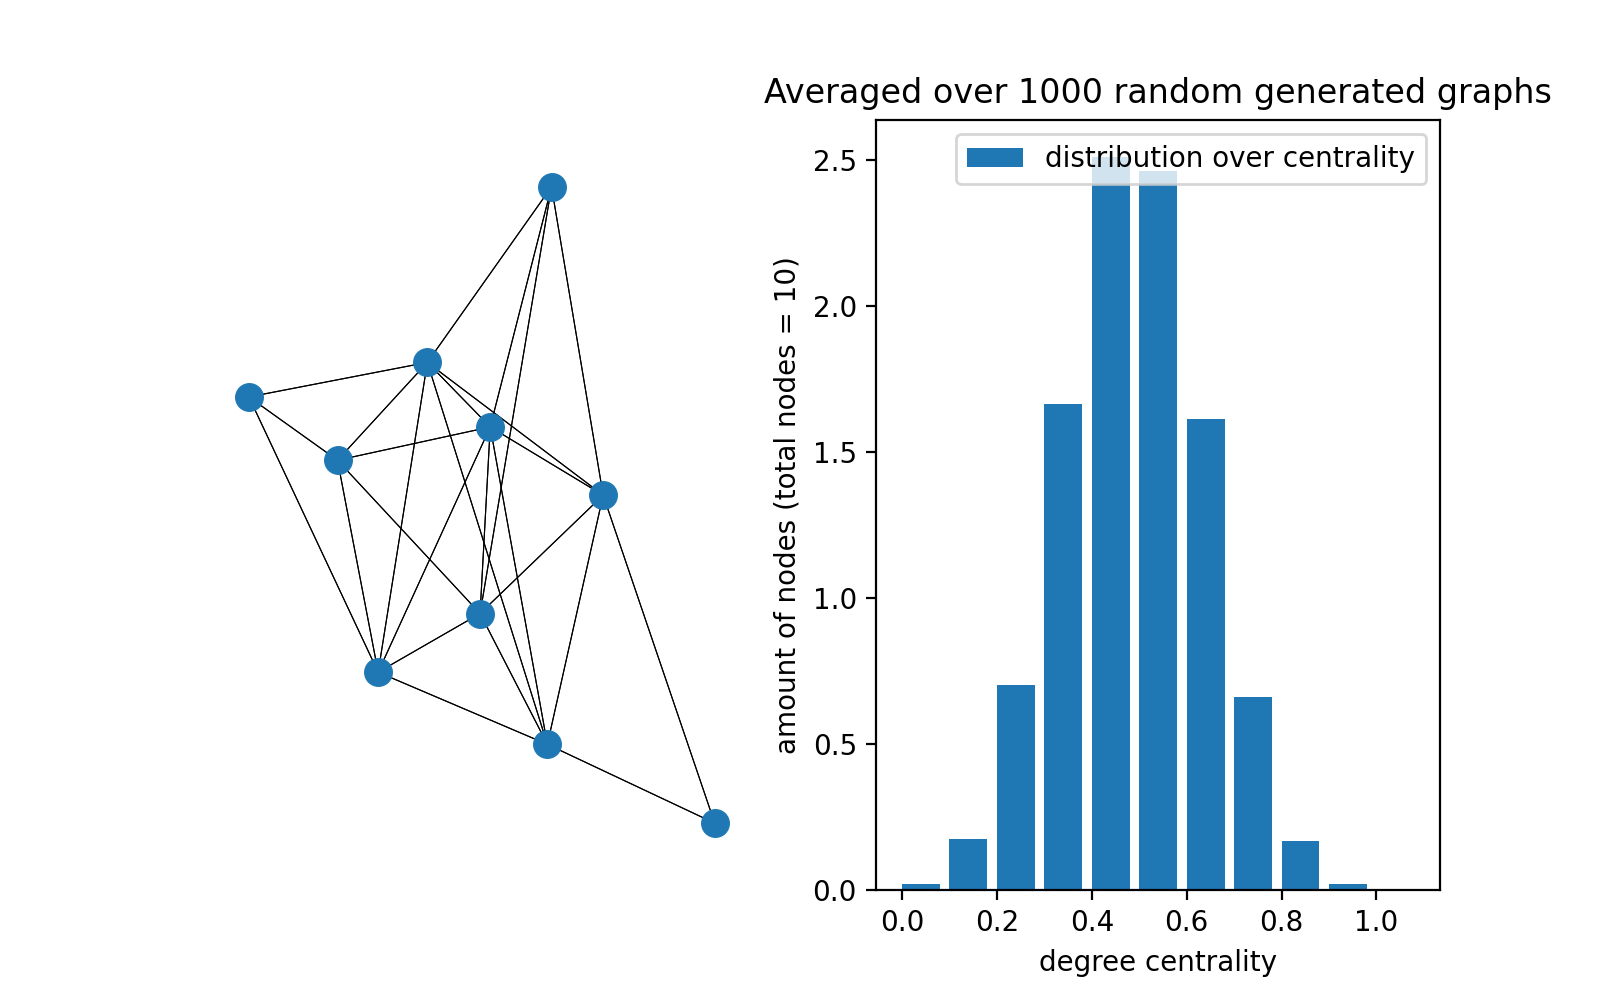 Averaged over 1000 random generated graphs
distribution over centrality
amount of nodes (total nodes = 10)
2.5
2.0
1.5
1.0
0.5
0.0
0.0 0.2 0.4 0.6 0.8 1.0
degree centrality